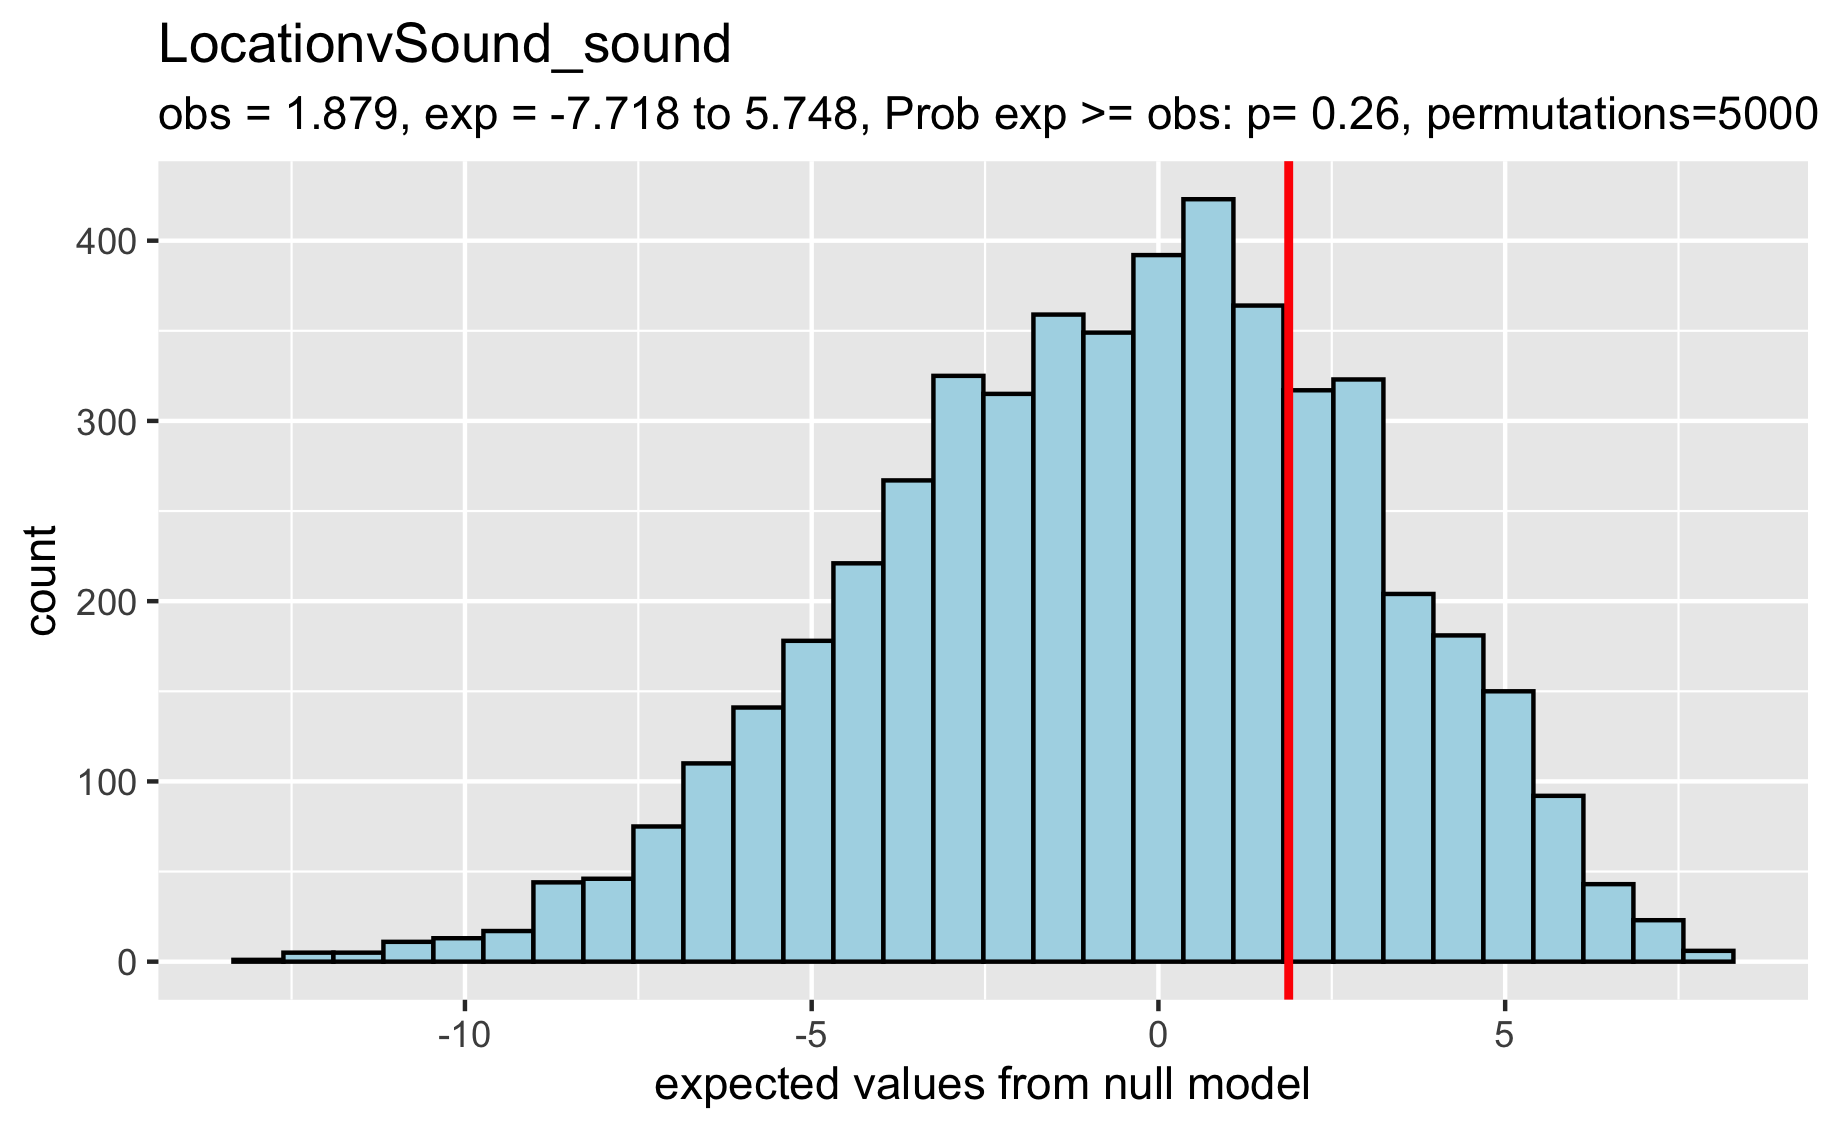 LocationvSound_sound
obs = 1.879, exp = -7.718 to 5.748, Prob exp >= obs: p= 0.26, permutations=5000
400
300
200
100
0
count
-10
-5
0
5
expected values from null model